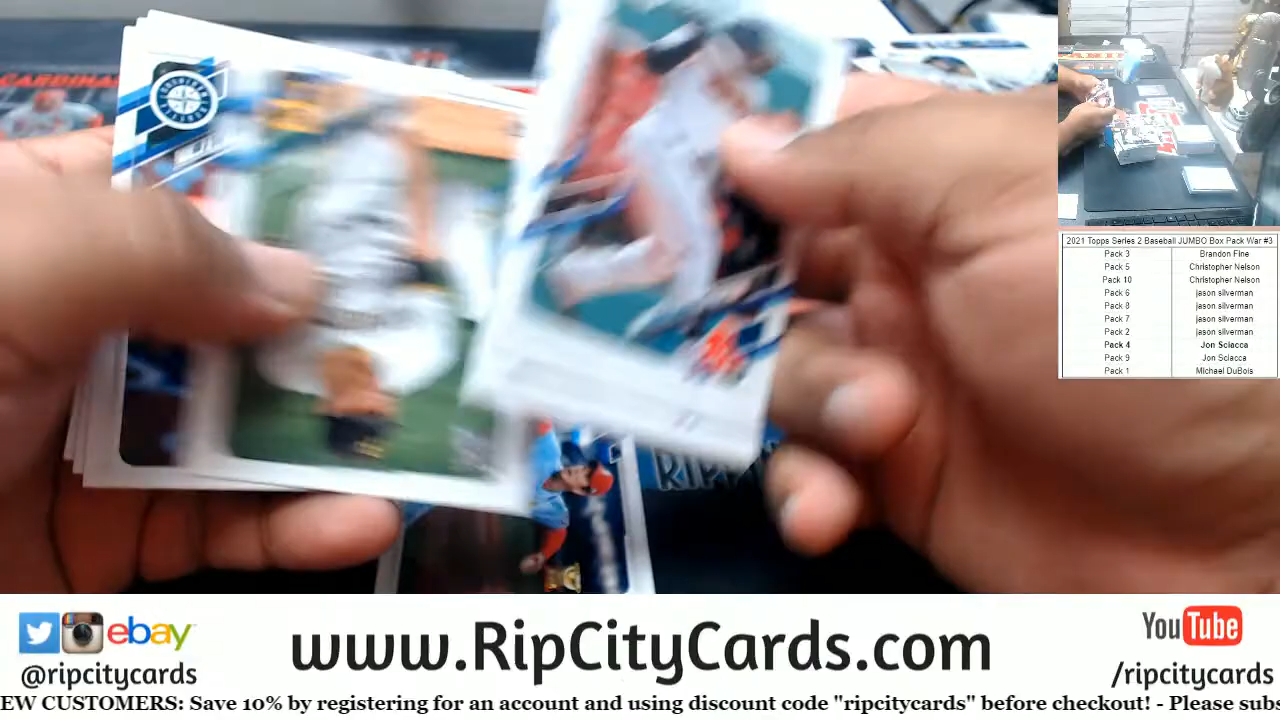 CARDINALS
RIPPIN
2021 Topps Series 2 Baseball JUMBO Box Pack War #3
Pack 3 Brandon Fine
Pack 5 Christopher Nelson
Pack 10 Christopher Nelson
Pack 6 jason silverman
Pack 8 jason silverman
Pack 7 jason silverman
Pack 2 jason silverman
Pack 4 Jon Sciacca
Pack 9 Jon Sciacca
Pack 1 Michael DuBois
ebay
@ripcitycards
www.RipCityCards.com
YouTube
/ripcitycards
EW CUSTOMERS: Save 10% by registering for an account and using discount code "ripcitycards" before checkout! - Please subs